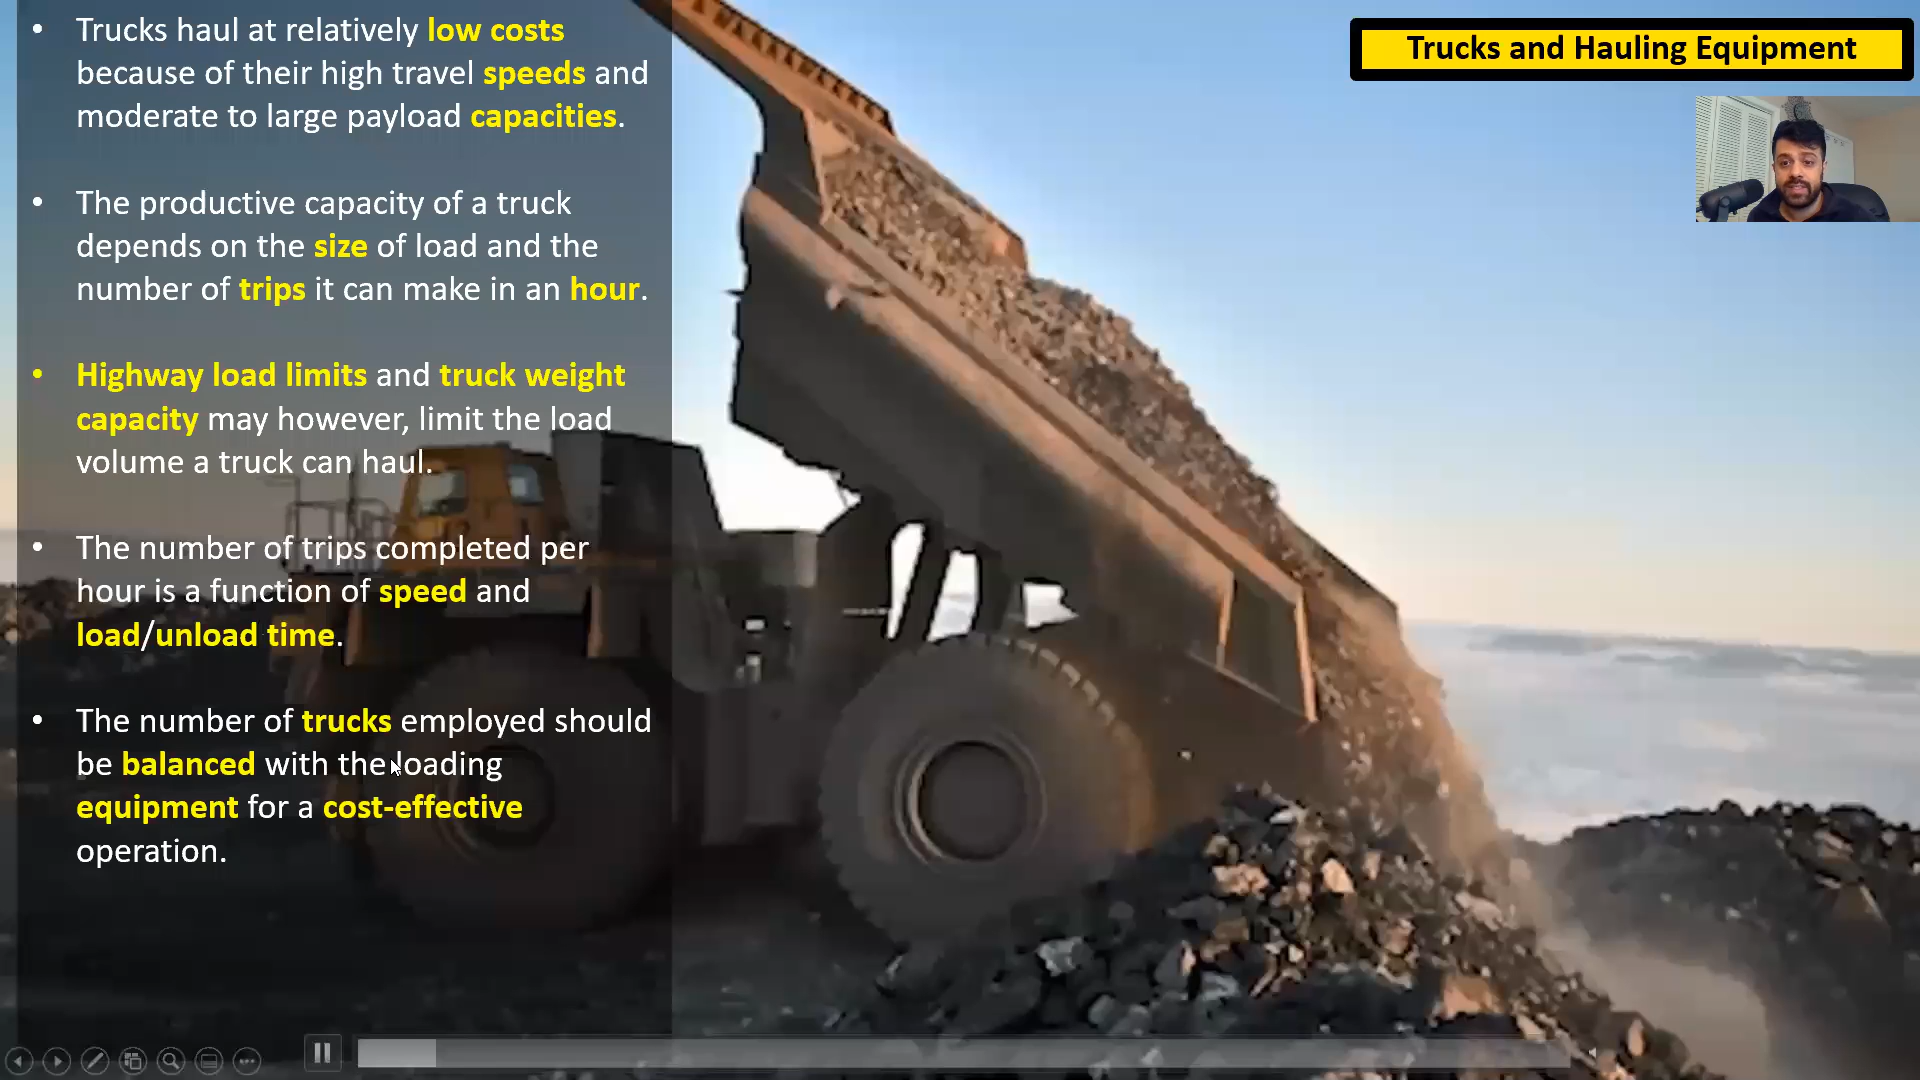 Trucks and Hauling Equipment
• Trucks haul at relatively low costs
because of their high travel speeds and
moderate to large payload capacities.
• The productive capacity of a truck
depends on the size of load and the
number of trips it can make in an hour.
• Highway load limits and truck weight
capacity may however, limit the load
volume a truck can haul.
• The number of trips completed per
hour is a function of speed and
load/unload time.
• The number of trucks employed should
be balanced with the loading
equipment for a cost-effective
operation.